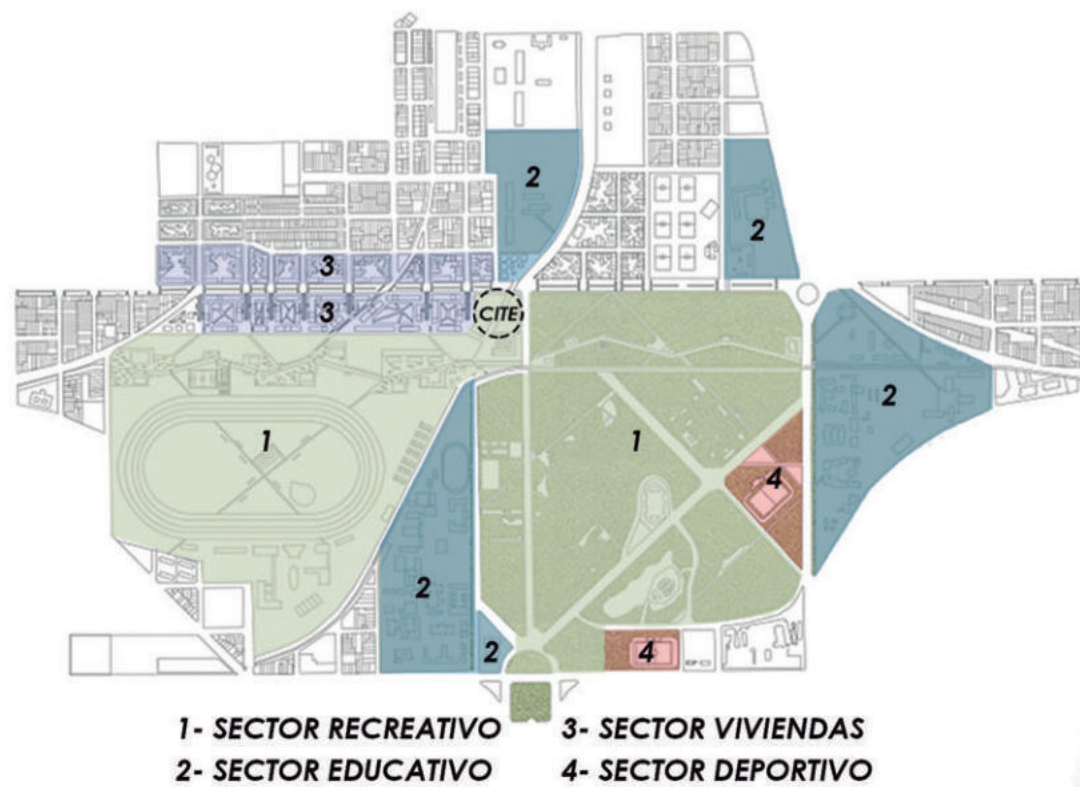 2
2
3
3
CITE
2
1
1
4
2
2
4
1- SECTOR RECREATIVO
3- SECTOR VIVIENDAS
2- SECTOR EDUCATIVO
4- SECTOR DEPORTIVO